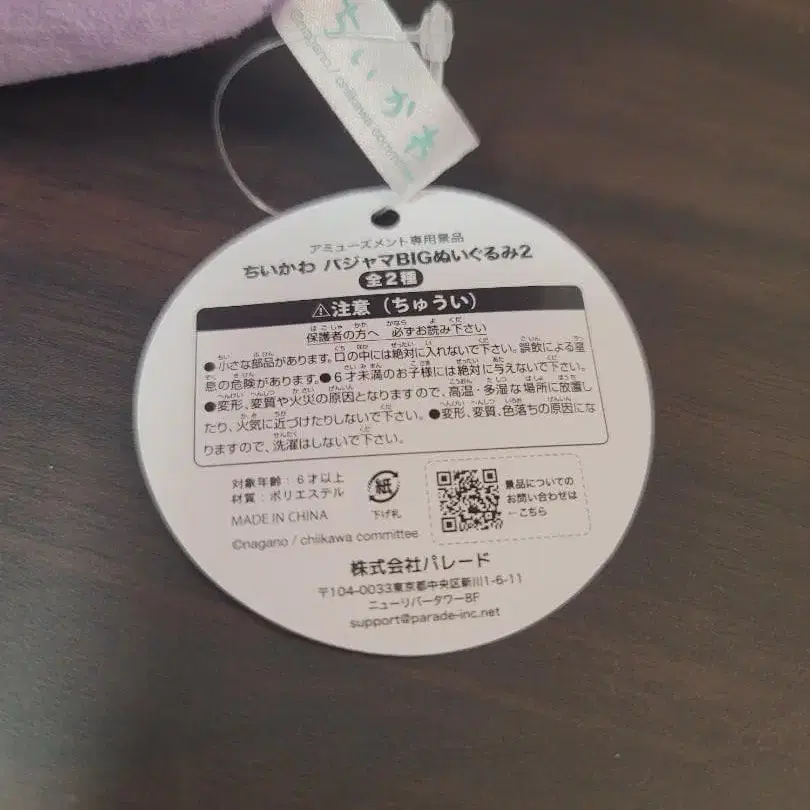 ちいかわ
©nagano / chiikawa committee
アミューズメント専用景品
ちいかわ パジャマBIGぬいぐるみ2
全2種
⚠注意（ちゅうい）
保護者の方へ 必ずお読み下さい
●小さな部品があります。口の中には絶対に入れないで下さい。誤飲による窒
息の危険があります。●6才未満のお子様には絶対に与えないで下さい。
●変形、変質や火災の原因となりますので、高温・多湿な場所に放置し
たり、火気に近づけたりしないで下さい。●変形、変質、色落ちの原因にな
りますので、洗濯はしないで下さい。
対象年齢：6才以上
材質：ポリエステル
MADE IN CHINA
紙
下げ札
景品についての
お問い合わせは
←こちら
©nagano / chiikawa committee
株式会社パレード
〒104-0033東京都中央区新川1-6-11
ニューリバータワー8F
support@parade-inc.net